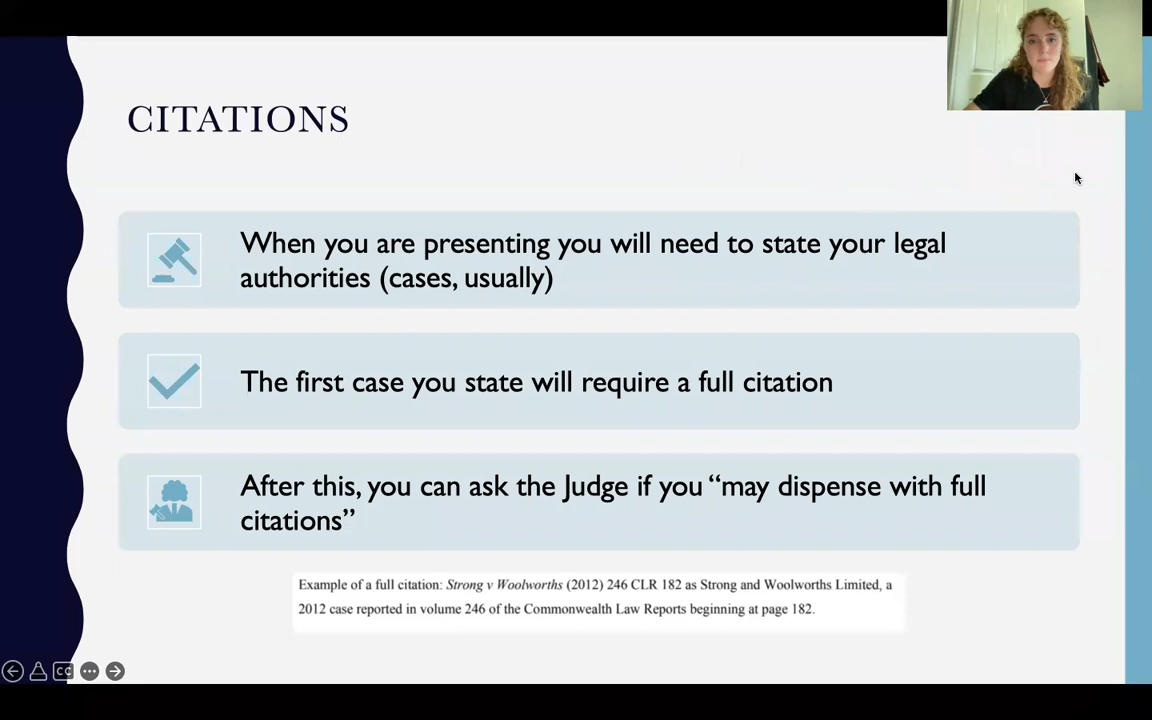 CITATIONS
When you are presenting you will need to state your legal
authorities (cases, usually)
The first case you state will require a full citation
After this, you can ask the Judge if you “may dispense with full
citations”
Example of a full citation: Strong v Woolworths (2012) 246 CLR 182 as Strong and Woolworths Limited, a
2012 case reported in volume 246 of the Commonwealth Law Reports beginning at page 182.
CC